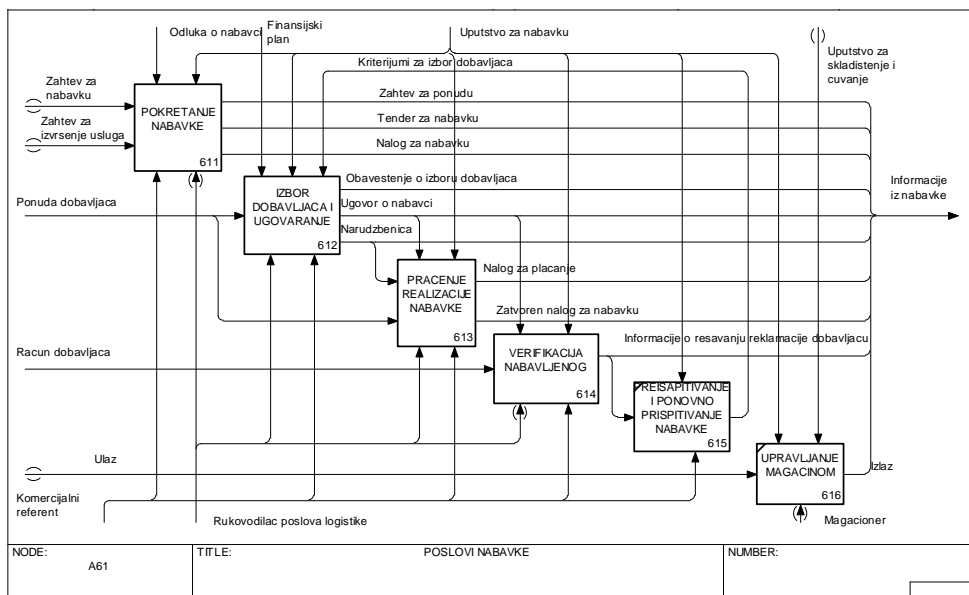 Odluka o nabavci
Finansijski
plan
Uputstvo za nabavku
Kriterijumi za izbor dobavljaca
Uputstvo za
skladistenje i
cuvanje
Zahtev za
nabavku
Zahtev za
izvrsenje usluga
POKRETANJE
NABAVKE
611
Zahtev za ponudu
Tender za nabavku
Nalog za nabavku
Ponuda dobavljaca
IZBOR
DOBAVLJACA I
UGOVARANJE
612
Obavestenje o izboru dobavljaca
Ugovor o nabavci
Narudzbenica
Informacije
iz nabavke
PRACENJE
REALIZACIJE
NABAVKE
613
Nalog za placanje
Zatvoren nalog za nabavku
Racun dobavljaca
VERIFIKACIJA
NABAVLJENOG
614
Informacije o resavanju reklamacije dobavljacu
REISAPITIVANJE
I PONOVNO
PRISPITIVANJE
NABAVKE
615
Ulaz
UPRAVLJANJE
MAGACINOM
616
Izlaz
Komercijalni
referent
Rukovodilac poslova logistike
Magacioner
NODE:
A61
TITLE:
POSLOVI NABAVKE
NUMBER: